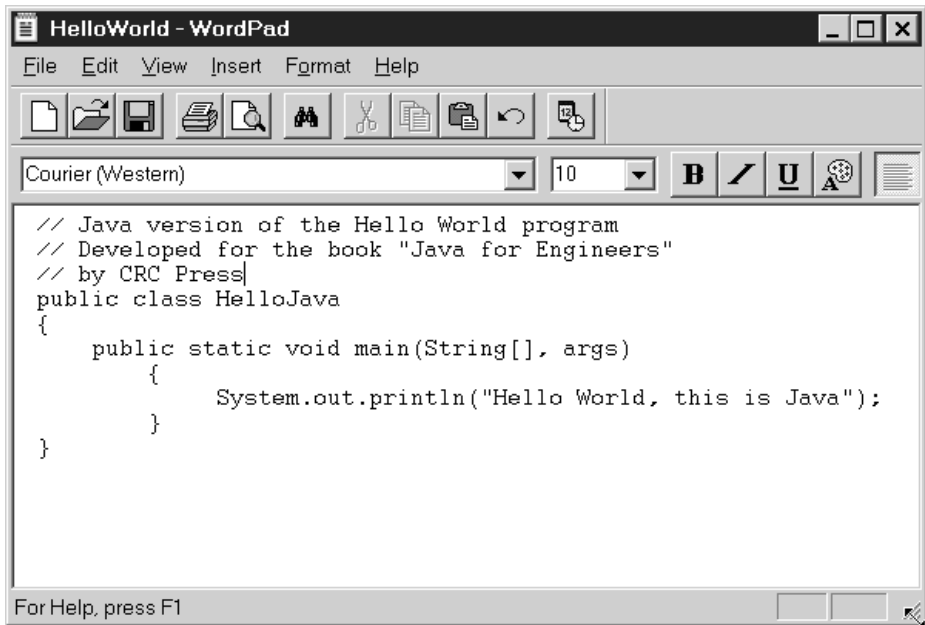 HelloWorld - WordPad
File Edit View Insert Format Help
12
Courier (Western) 10 B / U A
// Java version of the Hello World program
// Developed for the book "Java for Engineers"
// by CRC Press
public class HelloJava
{
public static void main(String[], args)
{
System.out.println("Hello World, this is Java");
}
}
For Help, press F1